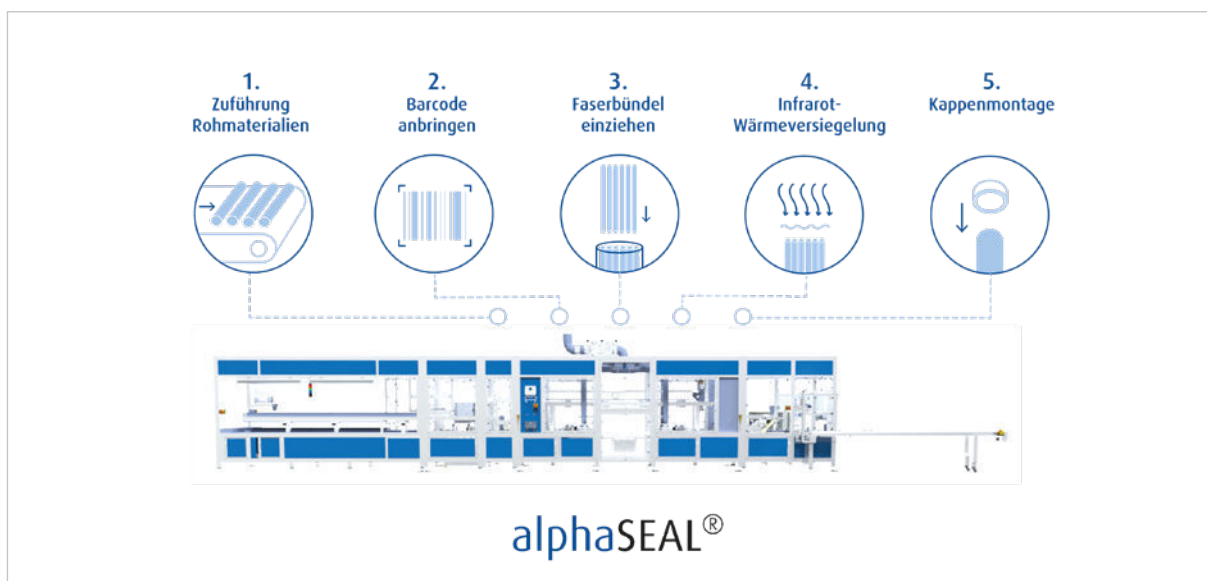 1.
Zuführung
Rohmaterialien
2.
Barcode
anbringen
3.
Faserbündel
einziehen
4.
Infrarot-
Wärmeversiegelung
5.
Kappenmontage
alphaSEAL®